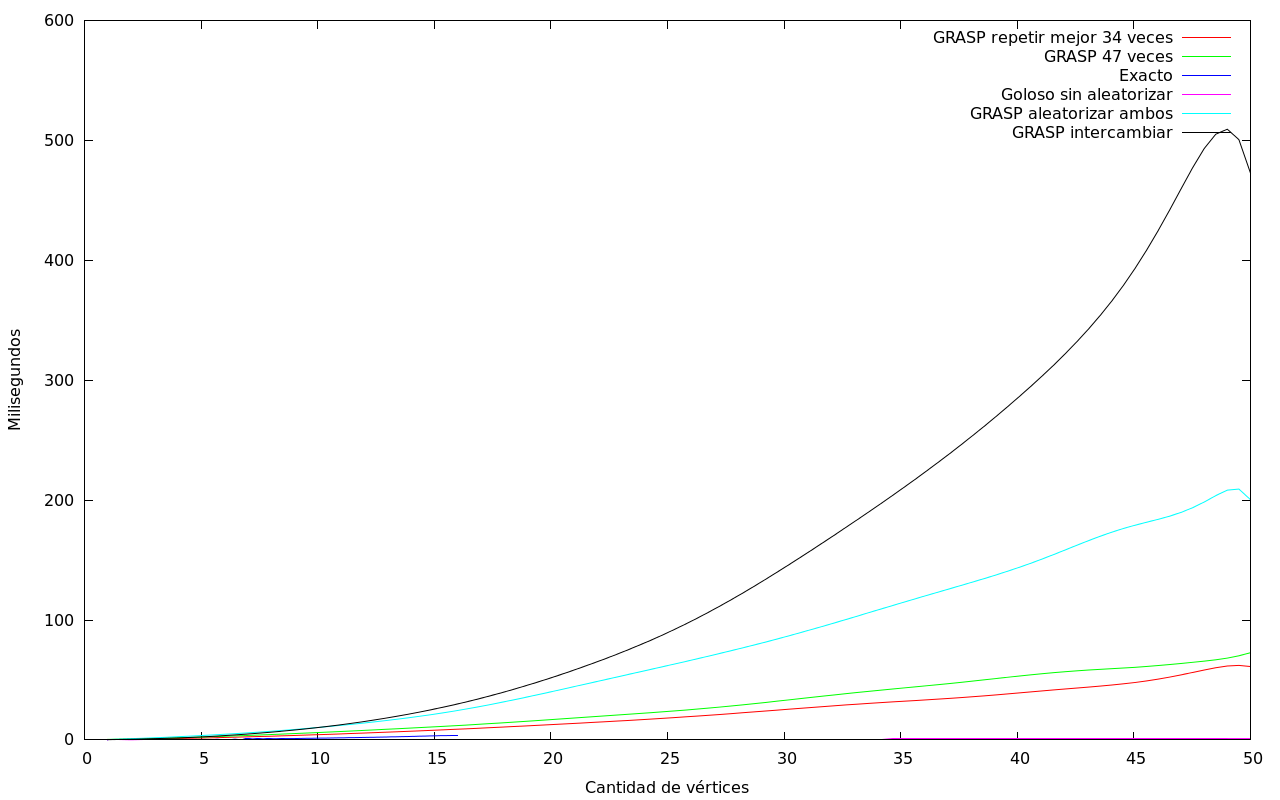 600
500
400
300
200
100
0
Milisegundos
GRASP repetir mejor 34 veces
GRASP 47 veces
Exacto
Goloso sin aleatorizar
GRASP aleatorizar ambos
GRASP intercambiar
0 5 10 15 20 25 30 35 40 45 50
Cantidad de vértices